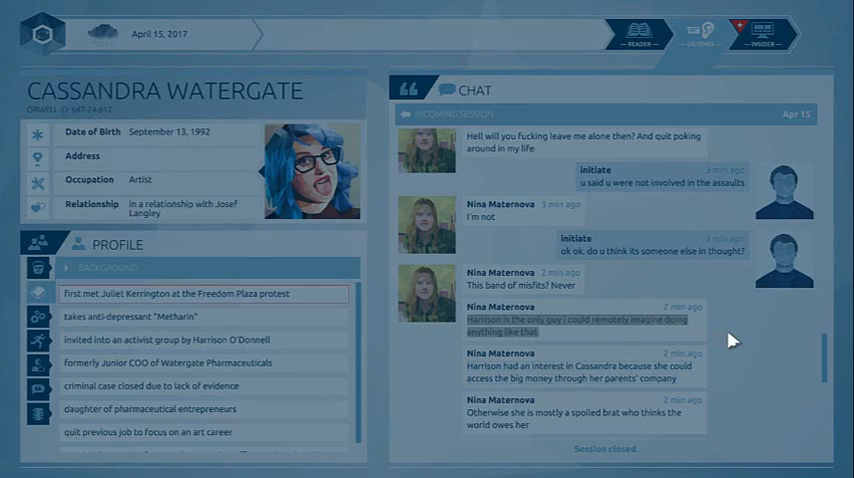 April 15, 2017
READER
LISTENER
INSIDER
CASSANDRA WATERGATE
ORWELL-ID: 647-24-612
Date of Birth September 13, 1992
Address
Occupation Artist
Relationship in a relationship with Josef
Langley
PROFILE
BACKGROUND
first met Juliet Kerrington at the Freedom Plaza protest
takes anti-depressant "Metharin"
invited into an activist group by Harrison O'Donnell
formerly Junior COO of Watergate Pharmaceuticals
criminal case closed due to lack of evidence
daughter of pharmaceutical entrepreneurs
quit previous job to focus on an art career
CHAT
INCOMING SESSION Apr 15
Hell will you fucking leave me alone then? And quit poking
around in my life
initiate 3 min ago
u said u were not involved in the assaults
Nina Maternova 3 min ago
I'm not
initiate 3 min ago
ok ok. do u think its someone else in thought?
Nina Maternova 2 min ago
This band of misfits? Never
Nina Maternova 2 min ago
Harrison is the only guy i could remotely imagine doing
anything like that
Nina Maternova 2 min ago
Harrison had an interest in Cassandra because she could
access the big money through her parents' company
Nina Maternova 2 min ago
Otherwise she is mostly a spoiled brat who thinks the
world owes her
Session closed.